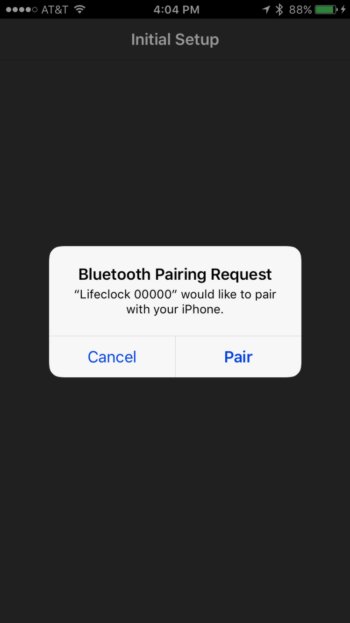 AT&T 4:04 PM 88%
Initial Setup
Bluetooth Pairing Request
“Lifeclock 00000” would like to pair
with your iPhone.
Cancel Pair